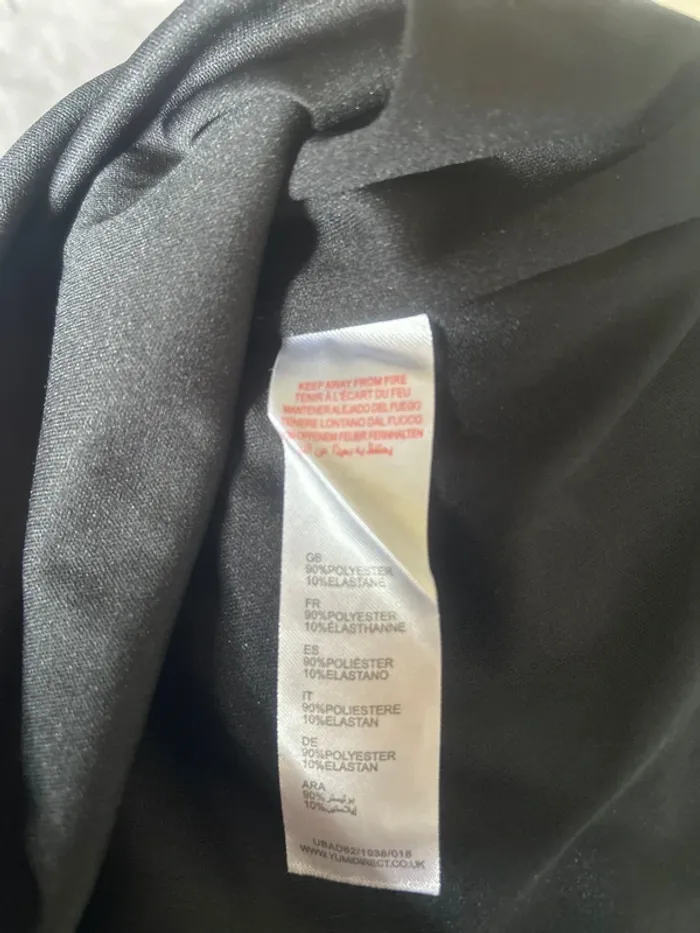 KEEP AWAY FROM FIRE
TENIR À L'ÉCART DU FEU
MANTENER ALEJADO DEL FUEGO
TENERE LONTANO DAL FUOCO
OFFENEM FEUER FERNHALTEN
GB
90%POLYESTER
10%ELASTANE
FR
90%POLYESTER
10%ÉLASTHANNE
ES
90%POLIÉSTER
10%ELASTANO
IT
90%POLIESTERE
10%ELASTAN
DE
90%POLYESTER
10%ELASTAN
ARA
90% بوليستر
10% إيلاستين
WWW.YUMIDIRECT.CO.UK